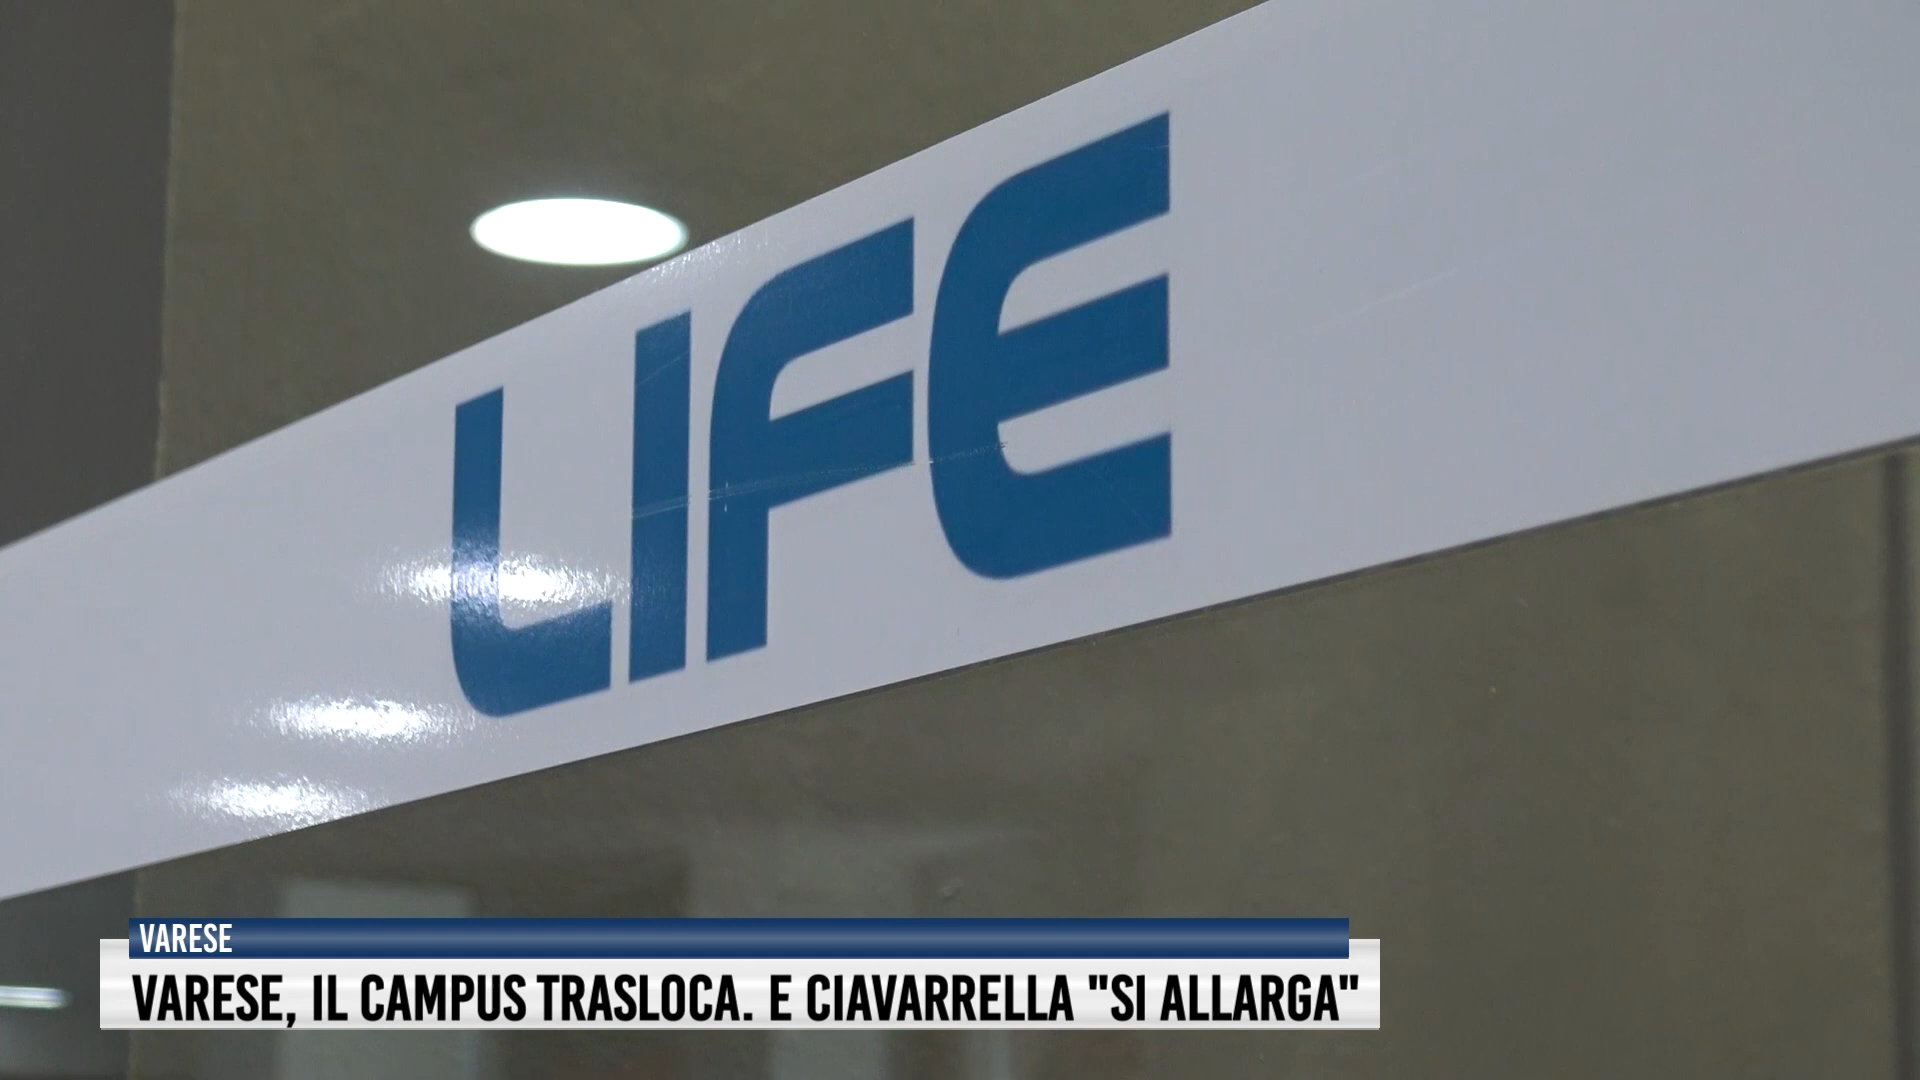 LIFE
VARESE
VARESE, IL CAMPUS TRASLOCA. E CIAVARRELLA "SI ALLARGA"